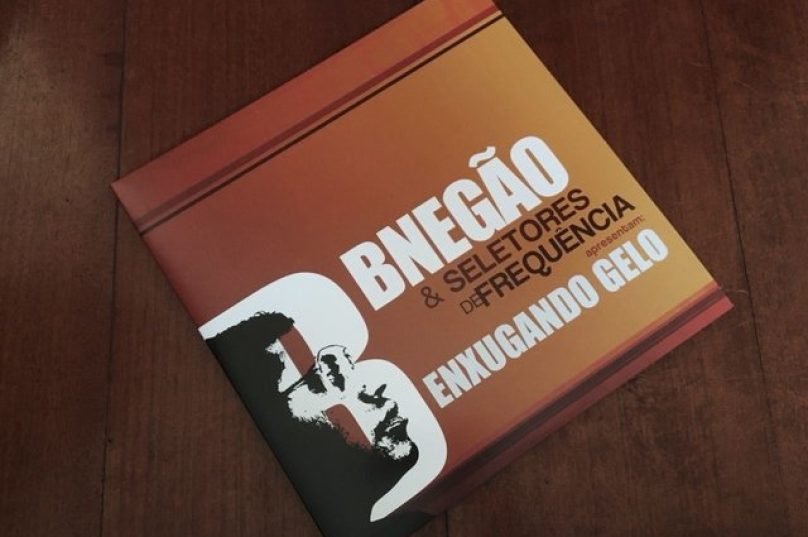 B
BNEGÃO
& SELETORES
DE FREQUÊNCIA
apresentam:
ENXUGANDO GELO